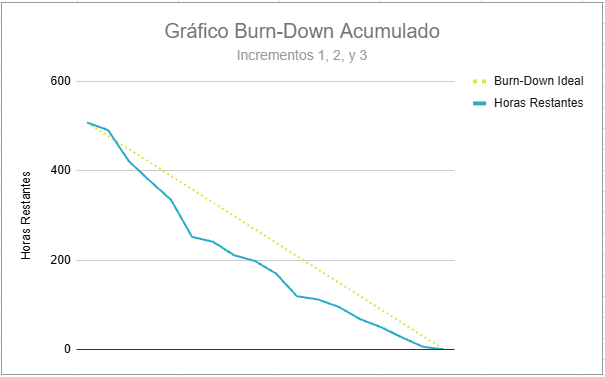 Gráfico Burn-Down Acumulado
Incrementos 1, 2, y 3
Burn-Down Ideal
Horas Restantes
Horas Restantes
600
400
200
0